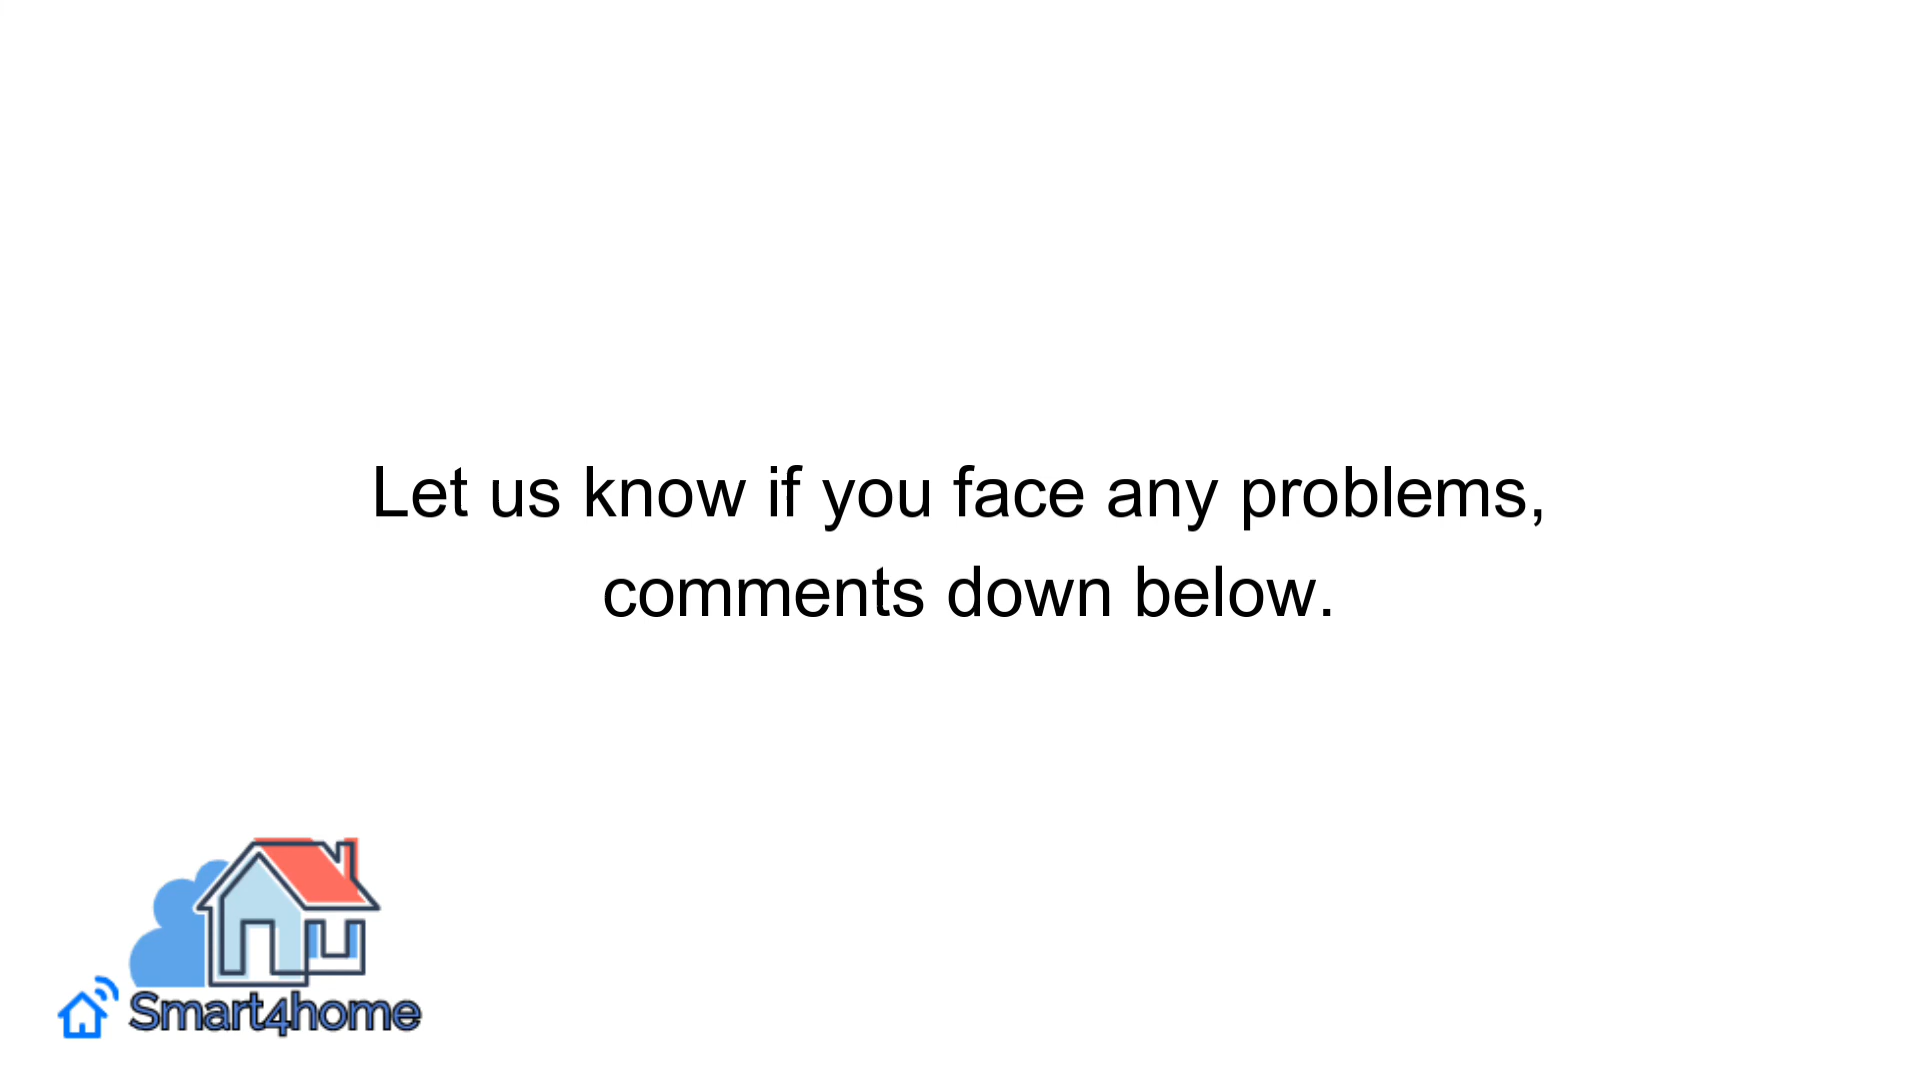 Let us know if you face any problems,
comments down below.
Smart4home